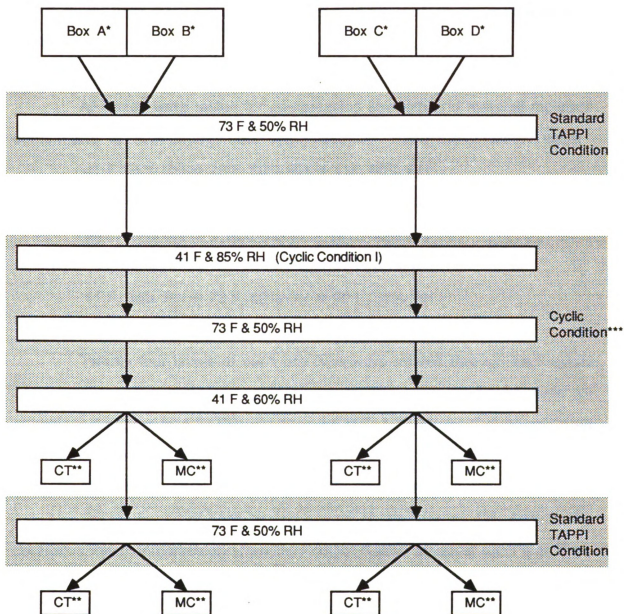 Box A* Box B* Box C* Box D*
73 F & 50% RH
Standard
TAPPI
Condition
41 F & 85% RH (Cyclic Condition I)
73 F & 50% RH
Cyclic
Condition***
41 F & 60% RH
CT** MC** CT** MC**
73 F & 50% RH
Standard
TAPPI
Condition
CT** MC** CT** MC**